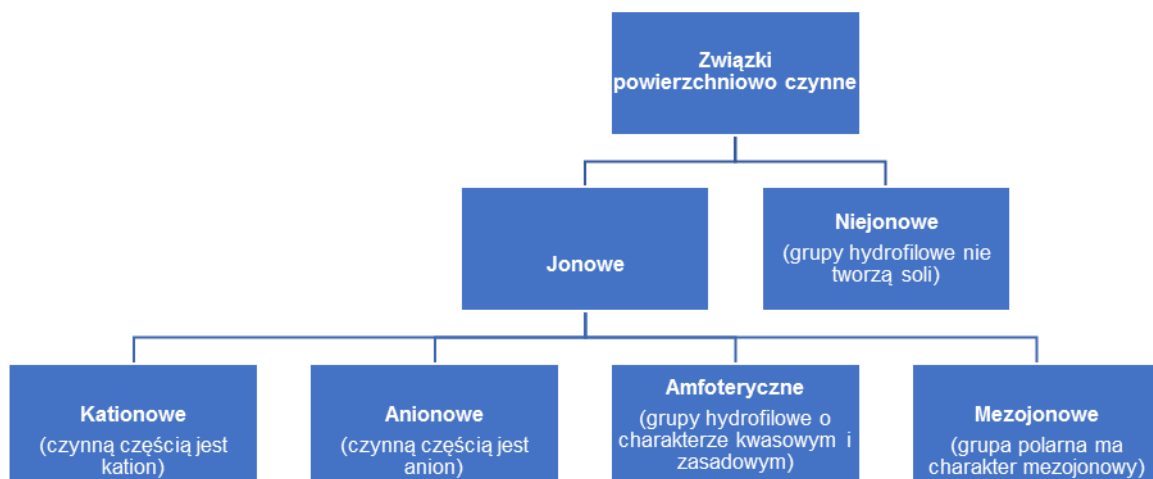 Związki
powierzchniowo czynne
Jonowe
Niejonowe
(grupy hydrofilowe nie
tworzą soli)
Kationowe
(czynną częścią jest
kation)
Anionowe
(czynną częścią jest
anion)
Amfoteryczne
(grupy hydrofilowe o
charakterze kwasowym i
zasadowym)
Mezojonowe
(grupa polarna ma
charakter mezojonowy)